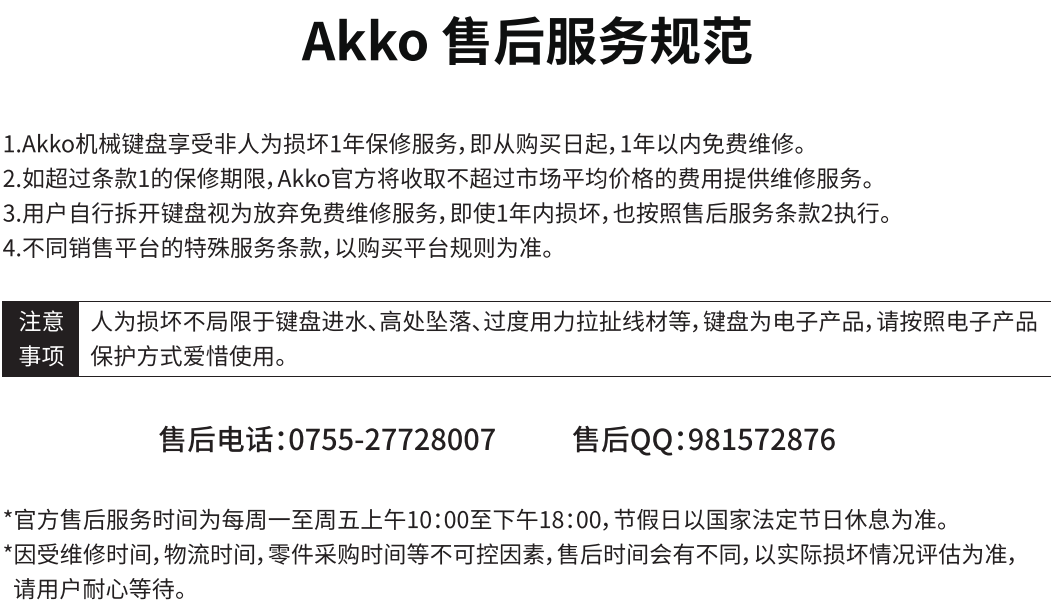 Akko 售后服务规范
1.Akko机械键盘享受非人为损坏1年保修服务，即从购买日起，1年以内免费维修。
2.如超过条款1的保修期限，Akko官方将收取不超过市场平均价格的费用提供维修服务。
3.用户自行拆开键盘视为放弃免费维修服务，即使1年内损坏，也按照售后服务条款2执行。
4.不同销售平台的特殊服务条款，以购买平台规则为准。
注意
事项
人为损坏不局限于键盘进水、高处坠落、过度用力拉扯线材等，键盘为电子产品，请按照电子产品
保护方式爱惜使用。
售后电话：0755-27728007 售后QQ：981572876
*官方售后服务时间为每周一至周五上午10：00至下午18：00，节假日以国家法定节日休息为准。
*因受维修时间，物流时间，零件采购时间等不可控因素，售后时间会有不同，以实际损坏情况评估为准，
请用户耐心等待。